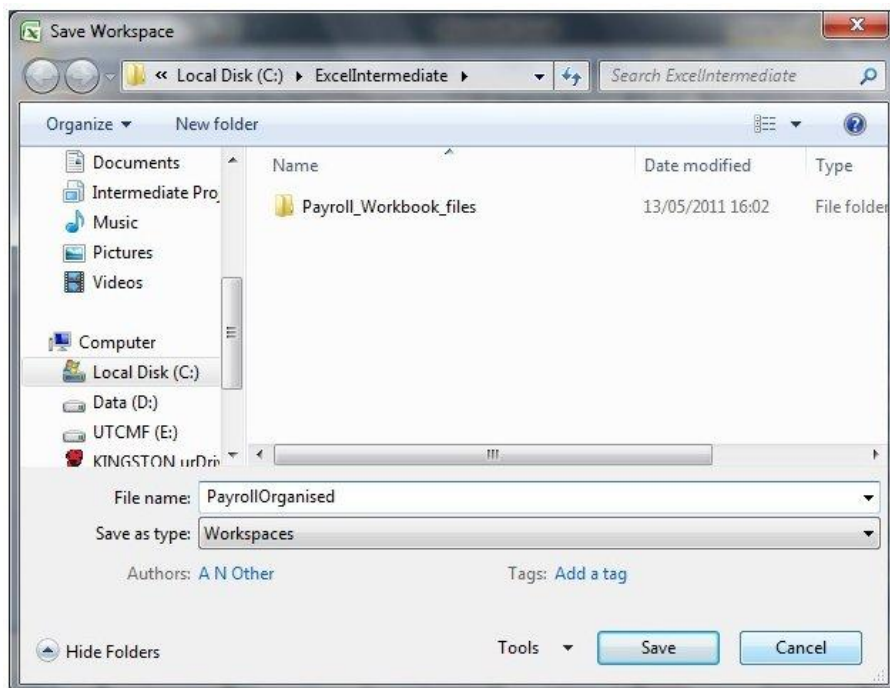 Save Workspace
« Local Disk (C:) ExcelIntermediate
Search ExcelIntermediate
Organize New folder
Documents
Intermediate Proj
Music
Pictures
Videos
Computer
Local Disk (C:)
Data (D:)
UTCMF (E:)
KINGSTON urDriv
Name Date modified Type
Payroll_Workbook_files 13/05/2011 16:02 File folder
File name: PayrollOrganised
Save as type: Workspaces
Authors: A N Other Tags: Add a tag
Hide Folders Tools Save Cancel